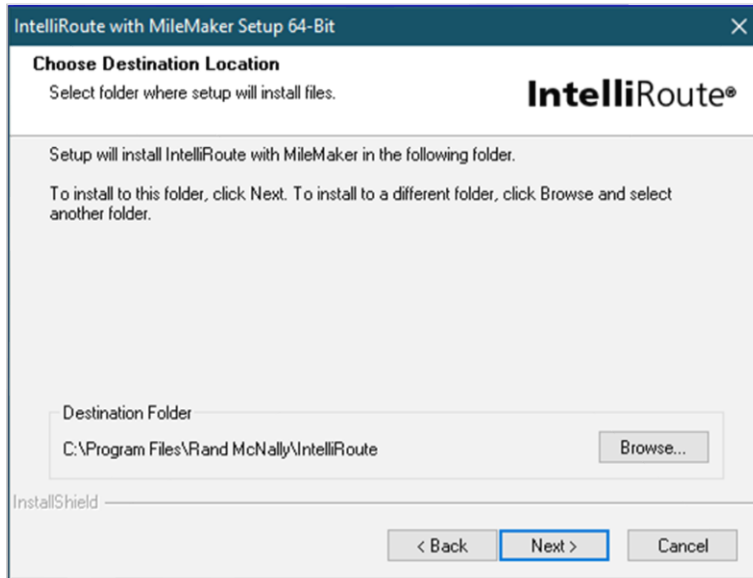 IntelliRoute with MileMaker Setup 64-Bit
Choose Destination Location
Select folder where setup will install files.
IntelliRoute®
Setup will install IntelliRoute with MileMaker in the following folder.
To install to this folder, click Next. To install to a different folder, click Browse and select
another folder.
Destination Folder
C:\Program Files\Rand McNally\IntelliRoute
Browse...
InstallShield
< Back
Next >
Cancel